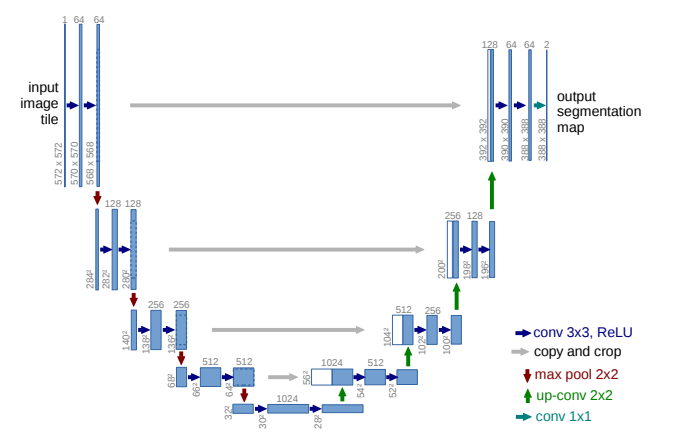 1 64 64
input
image
tile
572 x 572
570 x 570
568 x 568
128 64 64 2
output
segmentation
map
392 x 392
390 x 390
388 x 388
388 x 388
128 128
284²
282²
280²
256 128
200²
198²
196²
256 256
140²
138²
136²
512 256
104²
102²
100²
512 512
68²
66²
64²
1024 512
56²
54²
52²
1024
32²
30²
28²
conv 3x3, ReLU
copy and crop
max pool 2x2
up-conv 2x2
conv 1x1